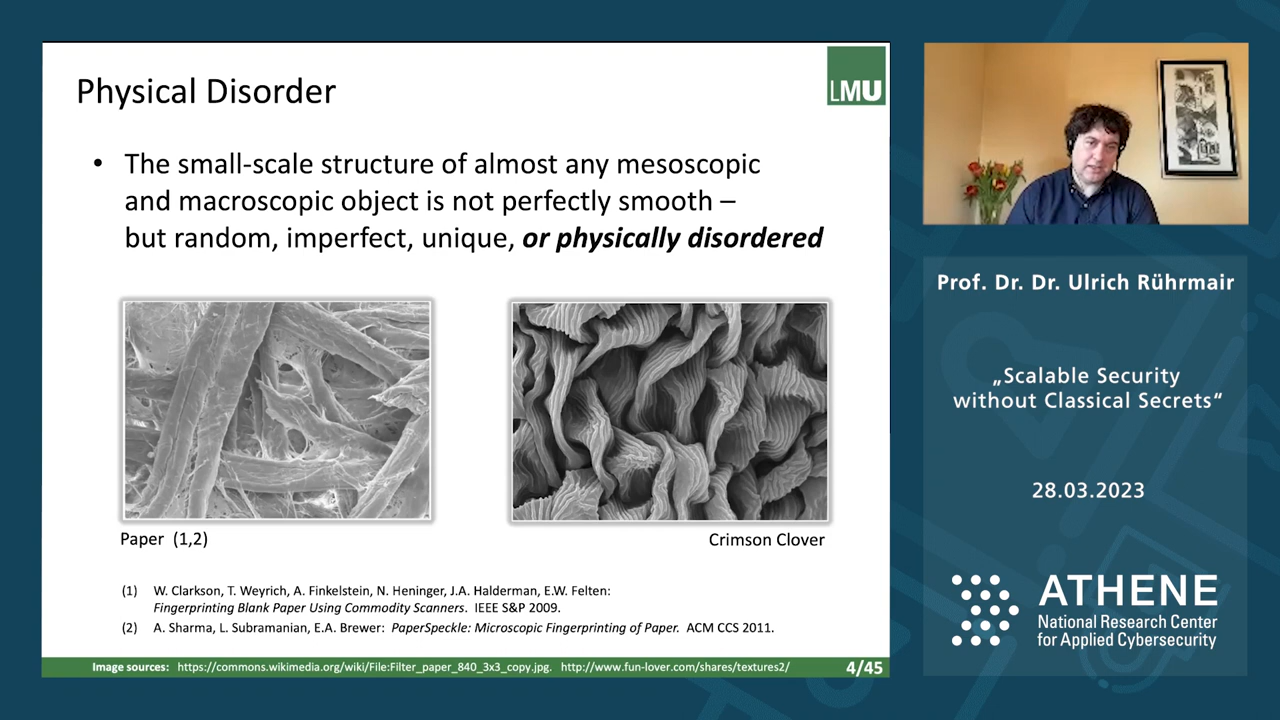 Physical Disorder
LMU
• The small-scale structure of almost any mesoscopic
and macroscopic object is not perfectly smooth –
but random, imperfect, unique, or physically disordered
Paper (1,2)
Crimson Clover
(1) W. Clarkson, T. Weyrich, A. Finkelstein, N. Heninger, J.A. Halderman, E.W. Felten:
Fingerprinting Blank Paper Using Commodity Scanners. IEEE S&P 2009.
(2) A. Sharma, L. Subramanian, E.A. Brewer: PaperSpeckle: Microscopic Fingerprinting of Paper. ACM CCS 2011.
Image sources: https://commons.wikimedia.org/wiki/File:Filter_paper_840_3x3_copy.jpg. http://www.fun-lover.com/shares/textures2/
4/45
Prof. Dr. Dr. Ulrich Rührmair
„Scalable Security
without Classical Secrets“
28.03.2023
ATHENE
National Research Center
for Applied Cybersecurity